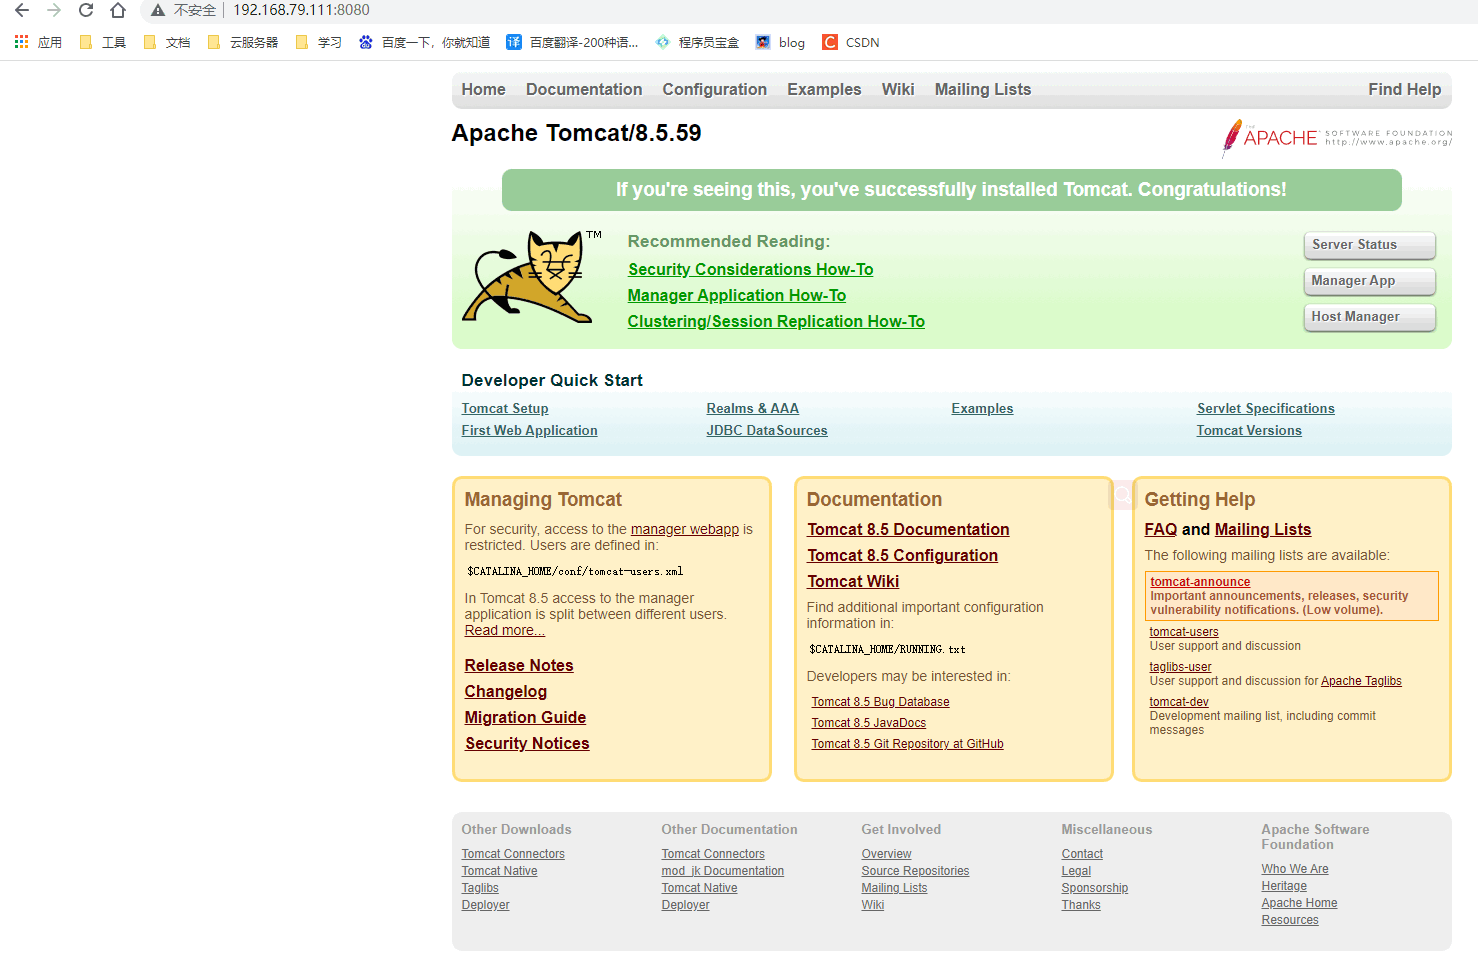 不安全 192.168.79.111:8080
应用 工具 文档 云服务器 学习 百度一下，你就知道 百度翻译-200种语... 程序员宝盒 blog CSDN
Home Documentation Configuration Examples Wiki Mailing Lists Find Help
Apache Tomcat/8.5.59
THE APACHE SOFTWARE FOUNDATION
http://www.apache.org/
If you're seeing this, you've successfully installed Tomcat. Congratulations!
TM
Recommended Reading:
Security Considerations How-To
Manager Application How-To
Clustering/Session Replication How-To
Server Status
Manager App
Host Manager
Developer Quick Start
Tomcat Setup
First Web Application
Realms & AAA
JDBC DataSources
Examples
Servlet Specifications
Tomcat Versions
Managing Tomcat
For security, access to the manager webapp is
restricted. Users are defined in:
$CATALINA_HOME/conf/tomcat-users.xml
In Tomcat 8.5 access to the manager
application is split between different users.
Read more...
Release Notes
Changelog
Migration Guide
Security Notices
Documentation
Tomcat 8.5 Documentation
Tomcat 8.5 Configuration
Tomcat Wiki
Find additional important configuration
information in:
$CATALINA_HOME/RUNNING.txt
Developers may be interested in:
Tomcat 8.5 Bug Database
Tomcat 8.5 JavaDocs
Tomcat 8.5 Git Repository at GitHub
Getting Help
FAQ and Mailing Lists
The following mailing lists are available:
tomcat-announce
Important announcements, releases, security
vulnerability notifications. (Low volume).
tomcat-users
User support and discussion
taglibs-user
User support and discussion for Apache Taglibs
tomcat-dev
Development mailing list, including commit
messages
Other Downloads
Tomcat Connectors
Tomcat Native
Taglibs
Deployer
Other Documentation
Tomcat Connectors
mod_jk Documentation
Tomcat Native
Deployer
Get Involved
Overview
Source Repositories
Mailing Lists
Wiki
Miscellaneous
Contact
Legal
Sponsorship
Thanks
Apache Software
Foundation
Who We Are
Heritage
Apache Home
Resources